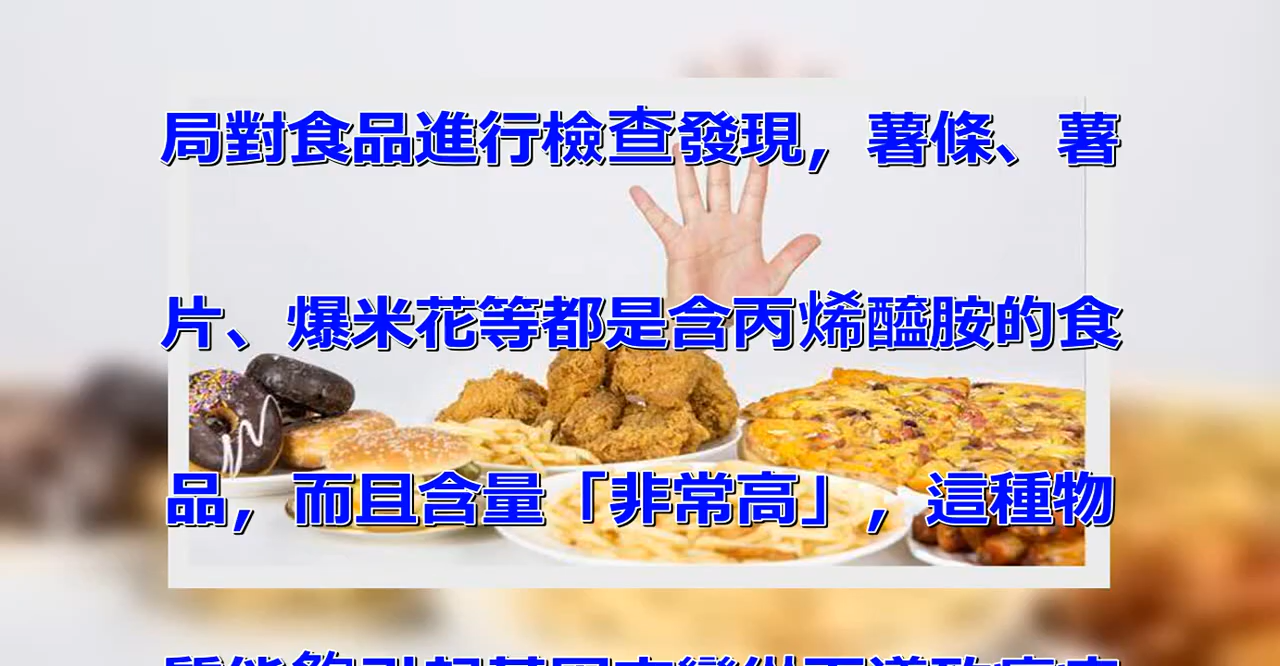 局對食品進行檢查發現，薯條、薯
片、爆米花等都是含丙烯醯胺的食
品，而且含量「非常高」，這種物